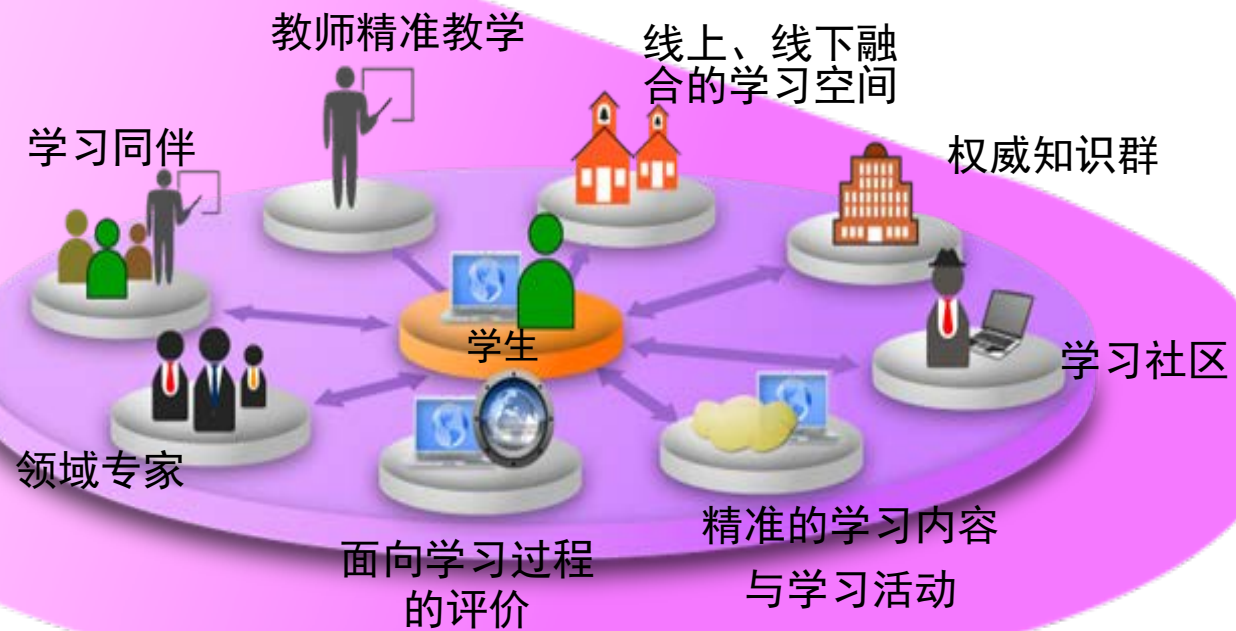 教师精准教学
线上、线下融
合的学习空间
学习同伴
权威知识群
学生
学习社区
领域专家
精准的学习内容
与学习活动
面向学习过程
的评价